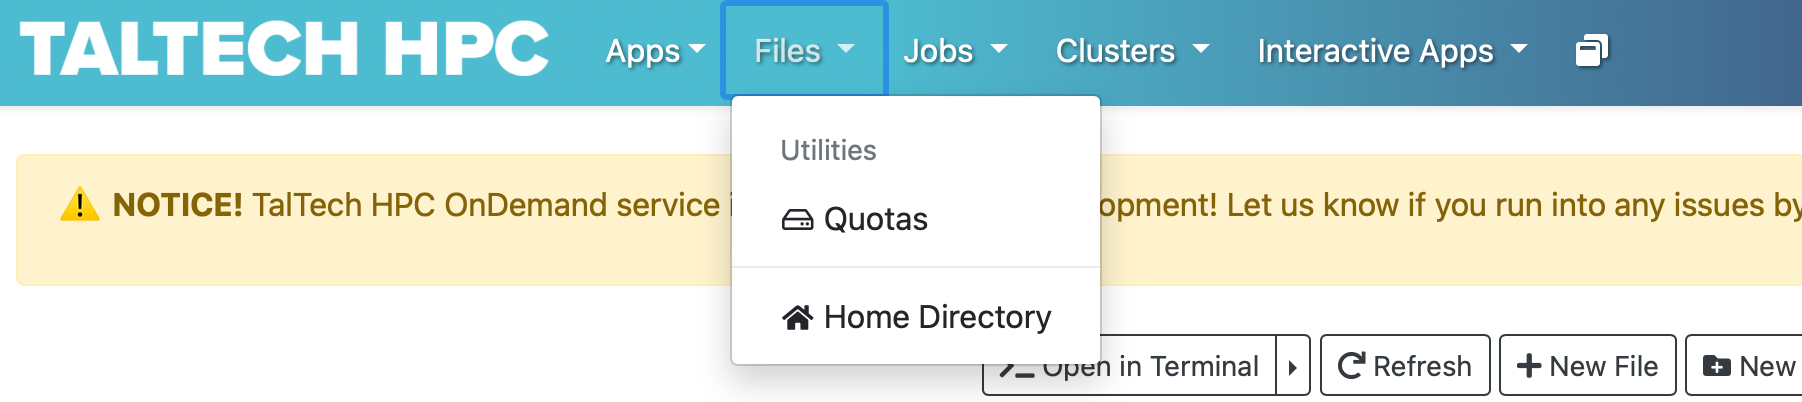 TALTECH HPC Apps Files Jobs Clusters Interactive Apps
Utilities
NOTICE! TalTech HPC OnDemand service opment! Let us know if you run into any issues by
Quotas
Home Directory
Open in Terminal Refresh New File New